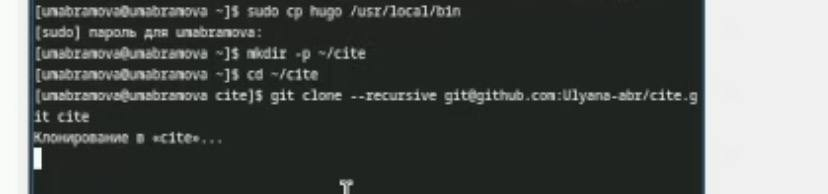 [umabramova@umabramova ~]$ sudo cp hugo /usr/local/bin
[sudo] пароль для umabramova:
[umabramova@umabramova ~]$ mkdir -p ~/cite
[umabramova@umabramova ~]$ cd ~/cite
[umabramova@umabramova cite]$ git clone --recursive git@github.com:Ulyana-abr/cite.g
it cite
Клонирование в «cite»...